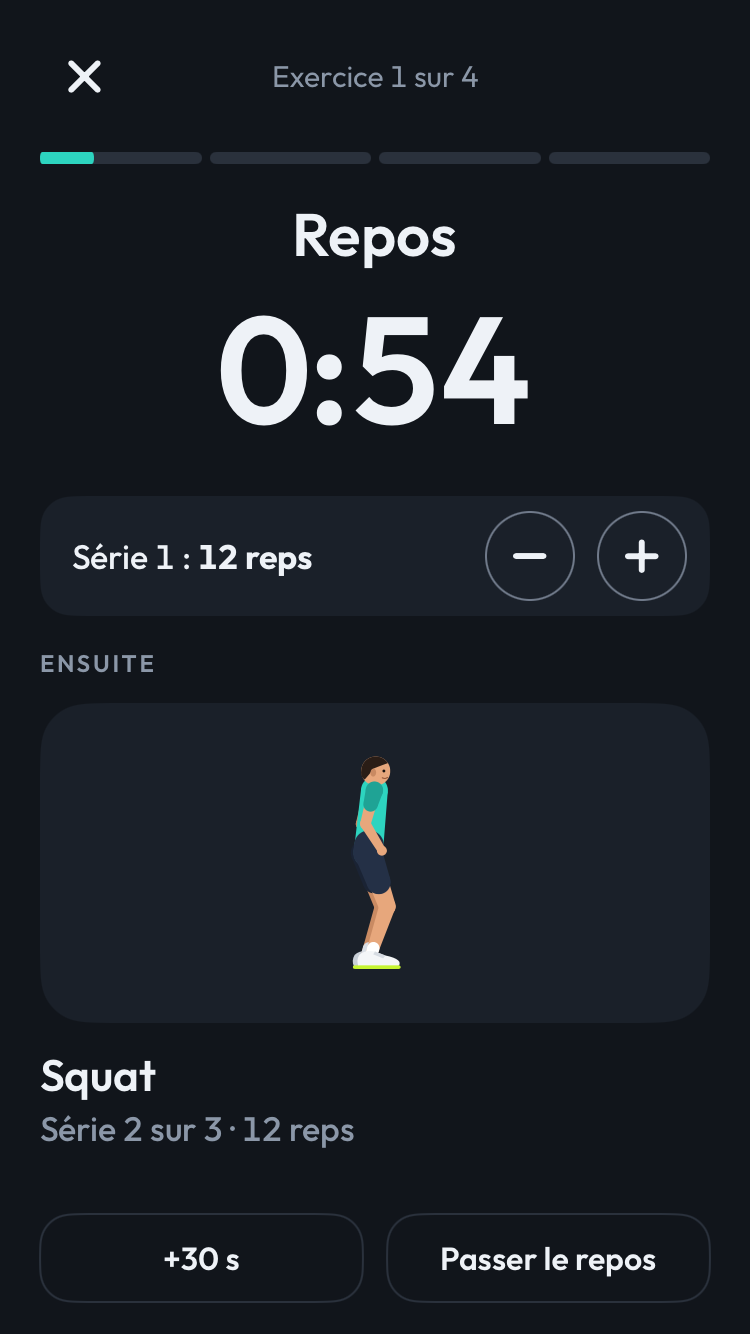 Exercice 1 sur 4
Repos
0:54
Série 1 : 12 reps
ENSUITE
Squat
Série 2 sur 3 · 12 reps
+30 s
Passer le repos